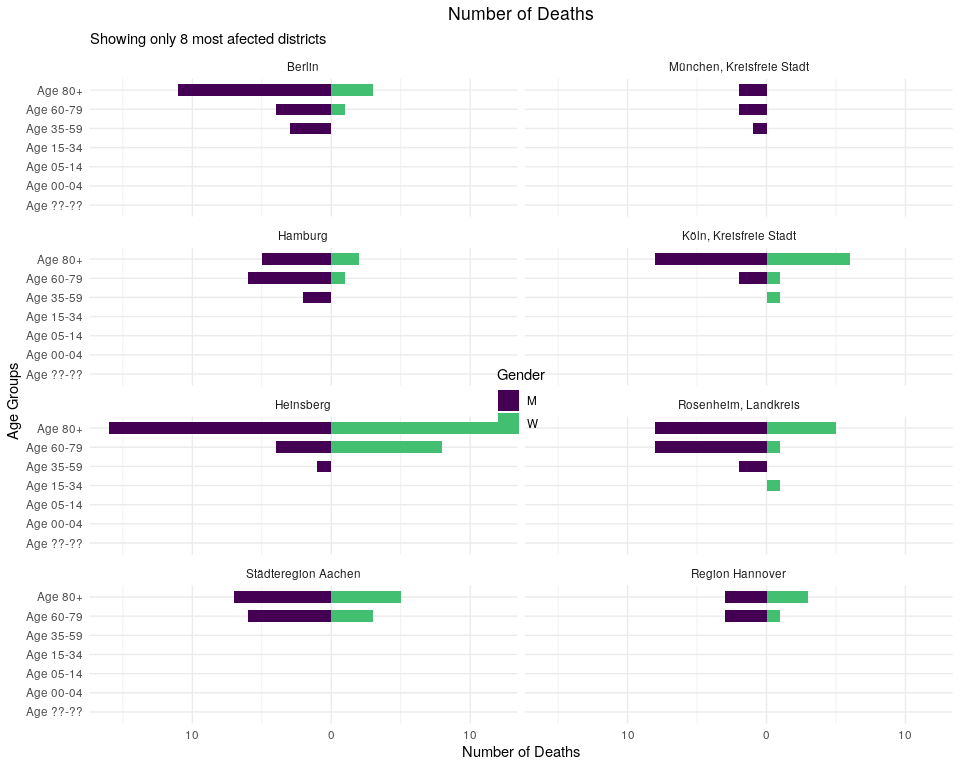 Number of Deaths
Showing only 8 most afected districts
Berlin
München, Kreisfreie Stadt
Age 80+
Age 60-79
Age 35-59
Age 15-34
Age 05-14
Age 00-04
Age ??-??
Hamburg
Köln, Kreisfreie Stadt
Age 80+
Age 60-79
Age 35-59
Age 15-34
Age 05-14
Age 00-04
Age ??-??
Heinsberg
Rosenheim, Landkreis
Age 80+
Age 60-79
Age 35-59
Age 15-34
Age 05-14
Age 00-04
Age ??-??
Städteregion Aachen
Region Hannover
Age 80+
Age 60-79
Age 35-59
Age 15-34
Age 05-14
Age 00-04
Age ??-??
10 0 10
10 0 10
Number of Deaths
Age Groups
Gender
M
W